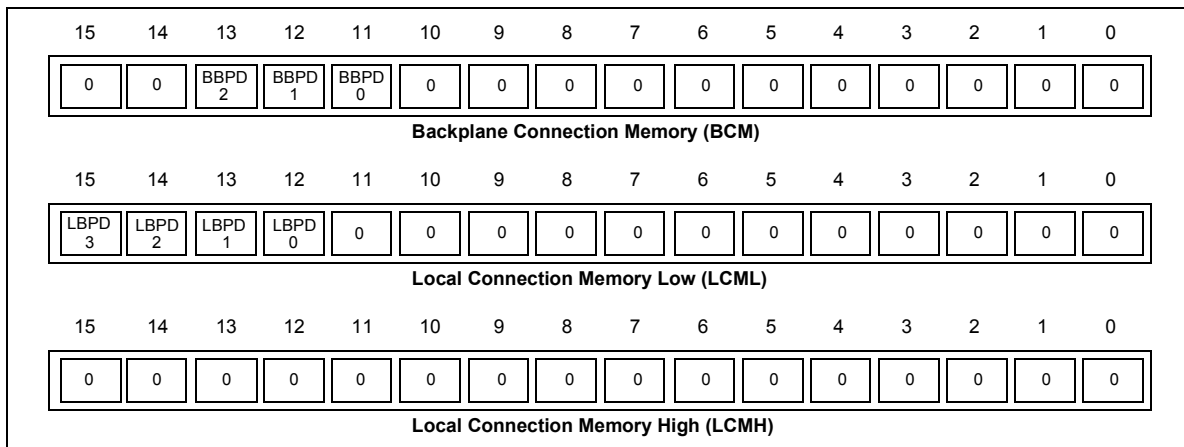 15 14 13 12 11 10 9 8 7 6 5 4 3 2 1 0
0 0 BBPD 2 BBPD 1 BBPD 0 0 0 0 0 0 0 0 0 0 0 0
Backplane Connection Memory (BCM)
15 14 13 12 11 10 9 8 7 6 5 4 3 2 1 0
LBPD 3 LBPD 2 LBPD 1 LBPD 0 0 0 0 0 0 0 0 0 0 0 0 0
Local Connection Memory Low (LCML)
15 14 13 12 11 10 9 8 7 6 5 4 3 2 1 0
0 0 0 0 0 0 0 0 0 0 0 0 0 0 0 0
Local Connection Memory High (LCMH)